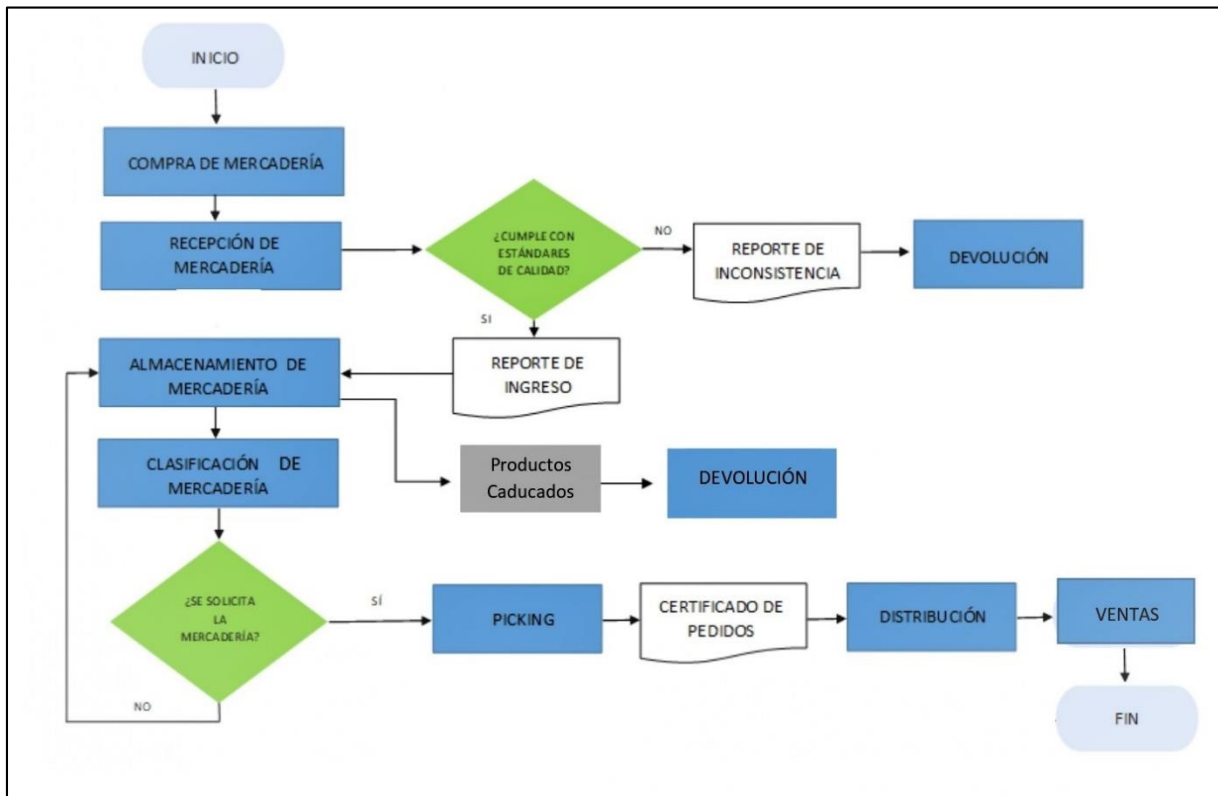 INICIO
COMPRA DE MERCADERÍA
RECEPCIÓN DE
MERCADERÍA
¿CUMPLE CON
ESTÁNDARES
DE CALIDAD?
NO
REPORTE DE
INCONSISTENCIA
DEVOLUCIÓN
SI
REPORTE DE
INGRESO
ALMACENAMIENTO DE
MERCADERÍA
CLASIFICACIÓN DE
MERCADERÍA
Productos
Caducados
DEVOLUCIÓN
¿SE SOLICITA
LA
MERCADERÍA?
SÍ
PICKING
CERTIFICADO DE
PEDIDOS
DISTRIBUCIÓN
VENTAS
NO
FIN